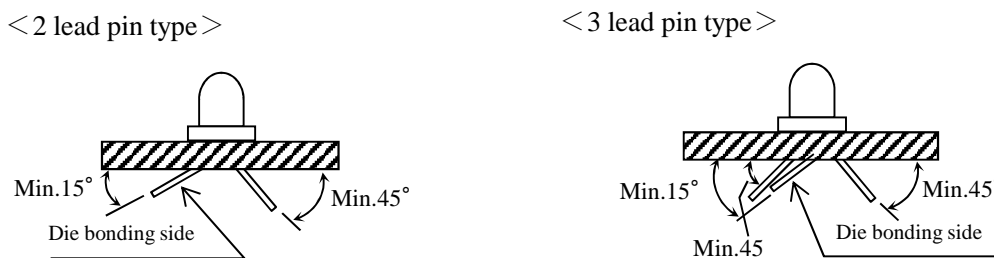 ＜2 lead pin type＞
＜3 lead pin type＞
Min.15°
Min.45°
Die bonding side
Min.15°
Min.45
Min.45
Die bonding side